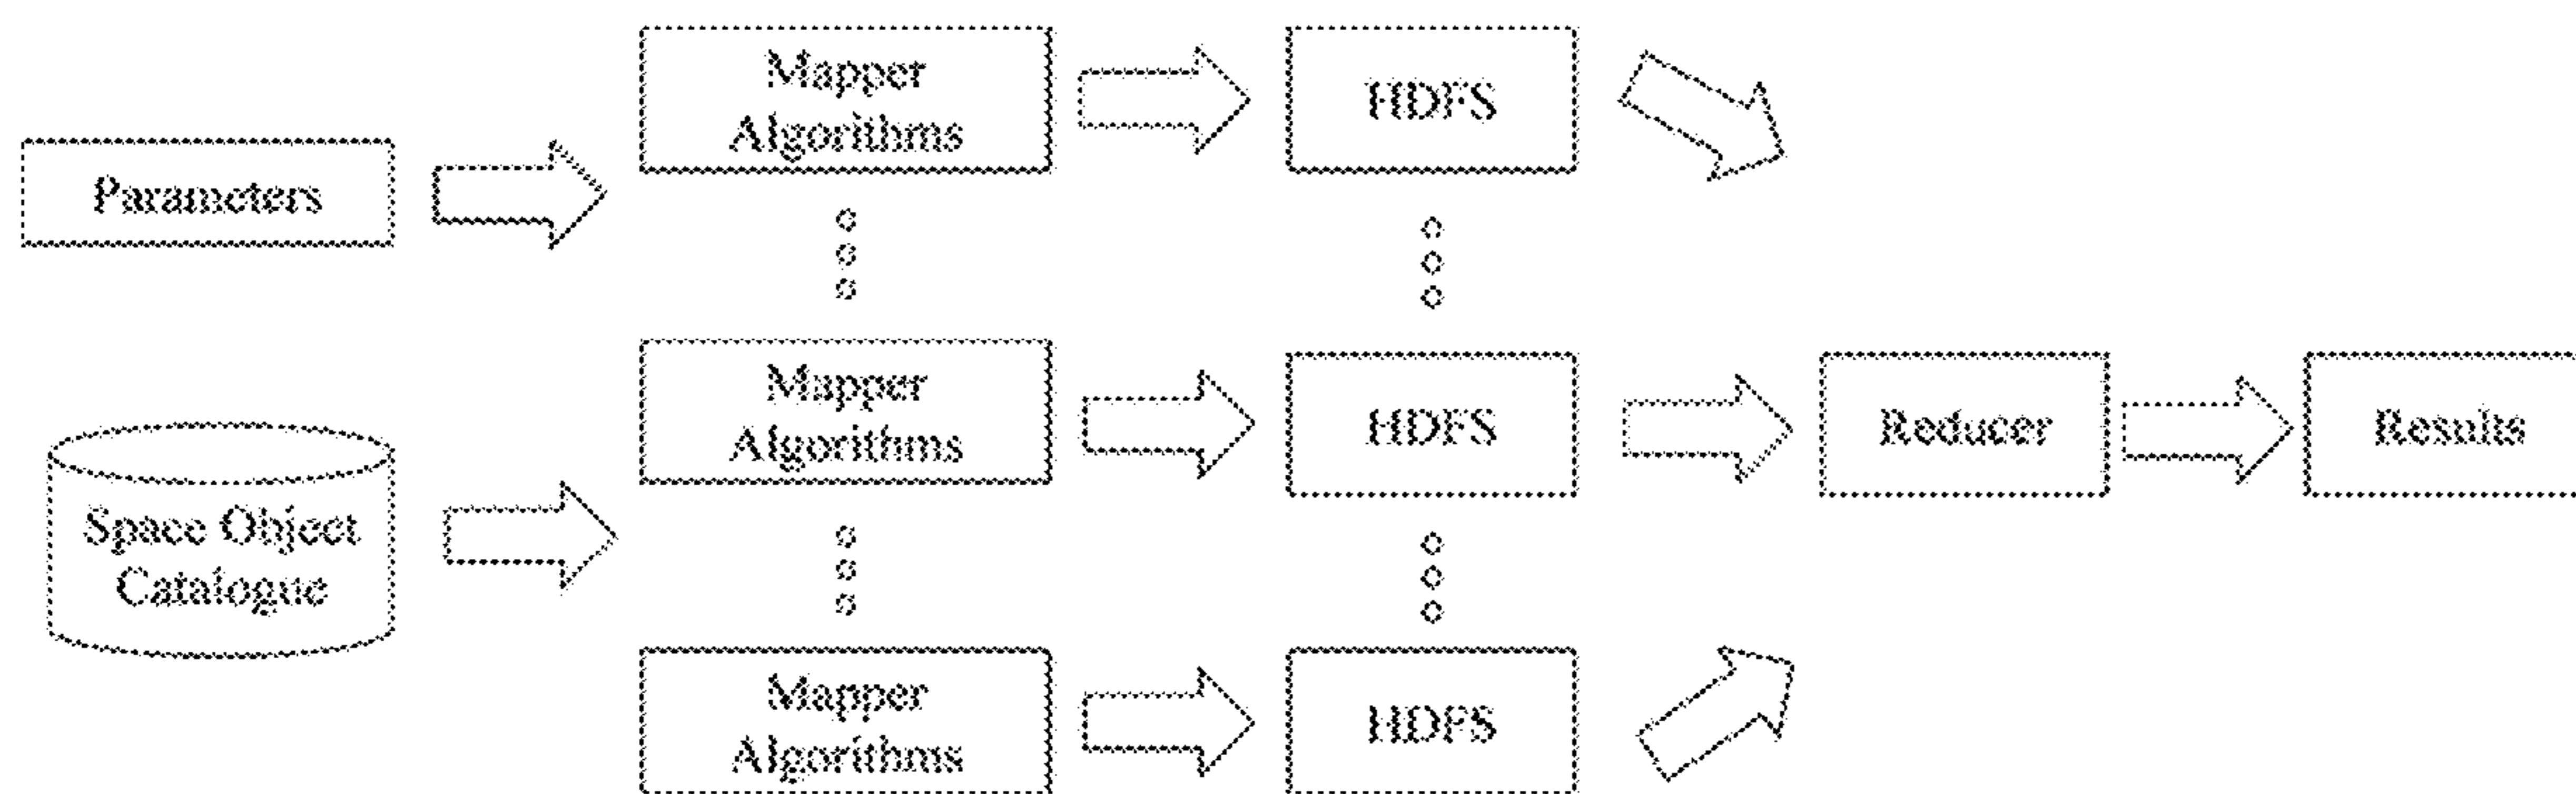 Parameters
Space Object
Catalogue
Mapper
Algorithms
Mapper
Algorithms
Mapper
Algorithms
HDFS
HDFS
HDFS
Reducer
Results